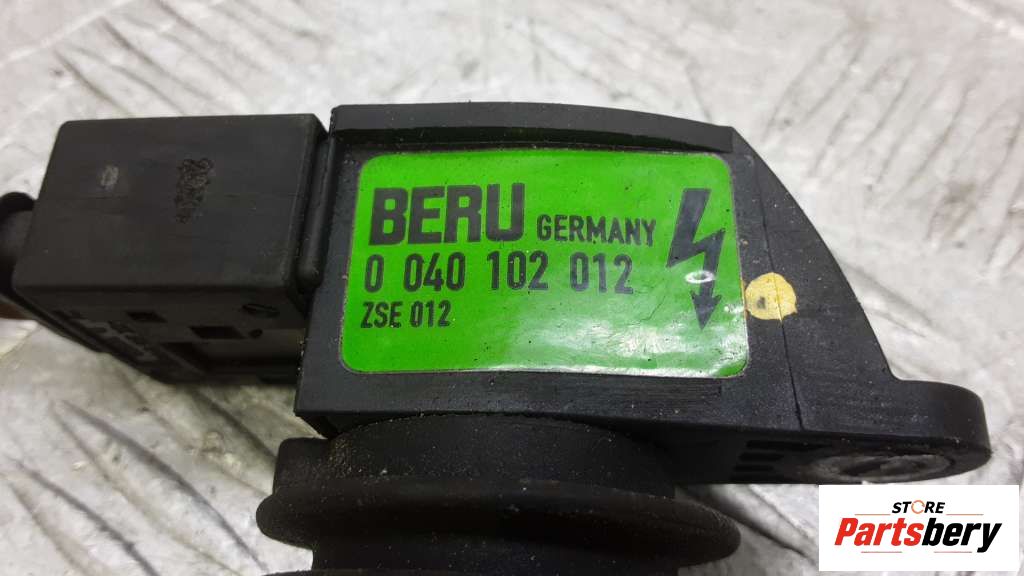 BERU GERMANY
0 040 102 012
ZSE 012
STORE
Partsbery